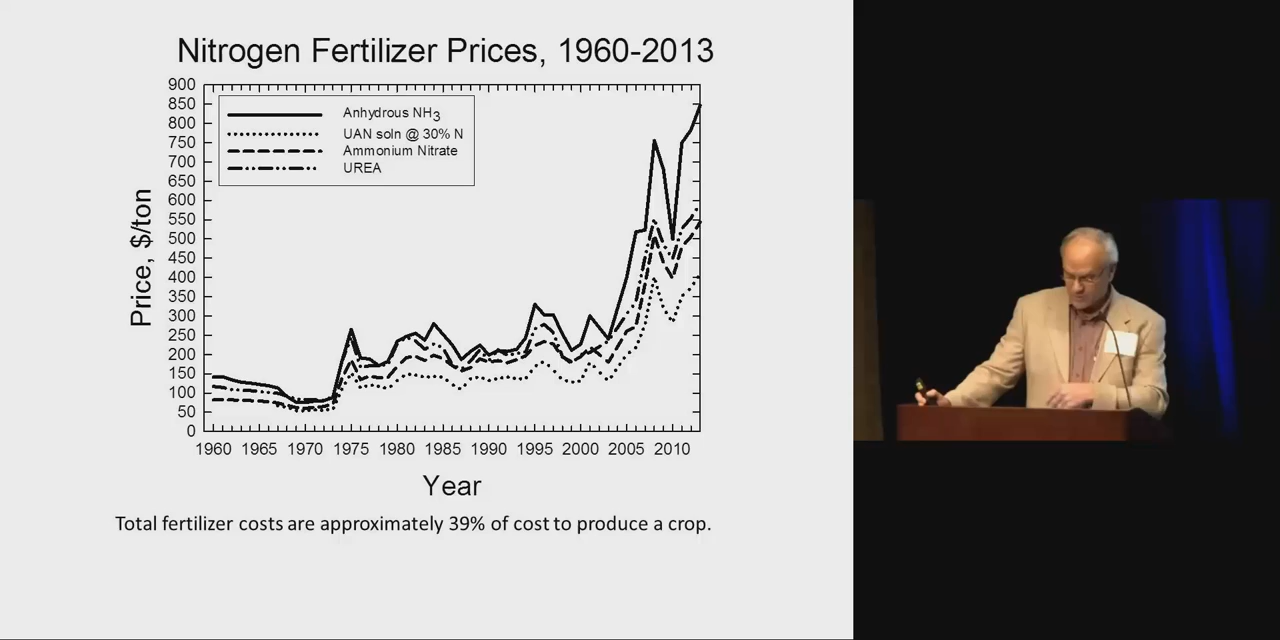 Nitrogen Fertilizer Prices, 1960-2013
900
850
800
750
700
650
600
550
500
450
400
350
300
250
200
150
100
50
0
Price, $/ton
Anhydrous NH3
UAN soln @ 30% N
Ammonium Nitrate
UREA
1960 1965 1970 1975 1980 1985 1990 1995 2000 2005 2010
Year
Total fertilizer costs are approximately 39% of cost to produce a crop.